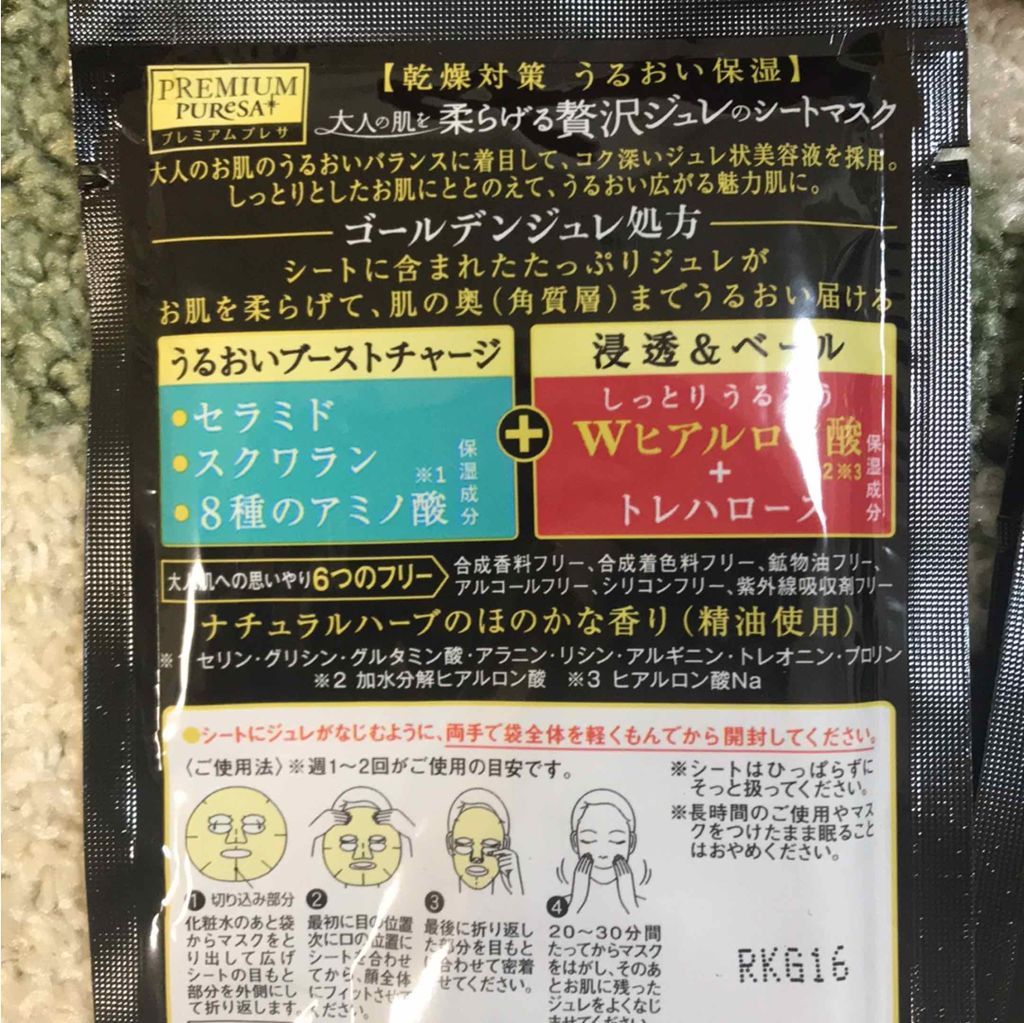 PREMIUM
PUReSA
プレミアムプレサ
【乾燥対策 うるおい保湿】
大人の肌を 柔らげる贅沢ジュレのシートマスク
大人のお肌のうるおいバランスに着目して、コク深いジュレ状美容液を採用。
しっとりとしたお肌にととのえて、うるおい広がる魅力肌に。
ゴールデンジュレ処方
シートに含まれたたっぷりジュレが
お肌を柔らげて、肌の奥(角質層)までうるおい届ける
うるおいブーストチャージ
●セラミド
●スクワラン
●8種のアミノ酸
※1
保湿成分
+
浸透&ベール
しっとり うる
Wヒアルロ 酸
2※3
+
トレハロース
保湿成分
大人肌への思いやり6つのフリー
合成香料フリー、合成着色料フリー、鉱物油フリー、
アルコールフリー、シリコンフリー、紫外線吸収剤フリー
ナチュラルハーブのほのかな香り(精油使用)
※1 セリン・グリシン・グルタミン酸・アラニン・リシン・アルギニン・トレオニン・プロリン
※2 加水分解ヒアルロン酸 ※3 ヒアルロン酸Na
●シートにジュレがなじむように、両手で袋全体を軽くもんでから開封してください。
〈ご使用法〉※週1〜2回がご使用の目安です。
※シートはひっぱらずに
そっと扱ってください。
※長時間のご使用やマス
クをつけたまま眠ること
はおやめください。
1 切り込み部分
化粧水のあと袋
からマスクをと
り出して広げ
シートの目もと
部分を外側にし
て折り返します。
2
最初に目の位置
次に口の位置に
シートを合わせ
てから、顔全体
にフィットさせて
ください。
3
最後に折り返し
た部分を目もと
に合わせて密着
させてください。
4
20〜30分間
たってからマスク
をはがし、そのあ
とお肌に残った
ジュレをよくなじ
ませてください。
RKG16